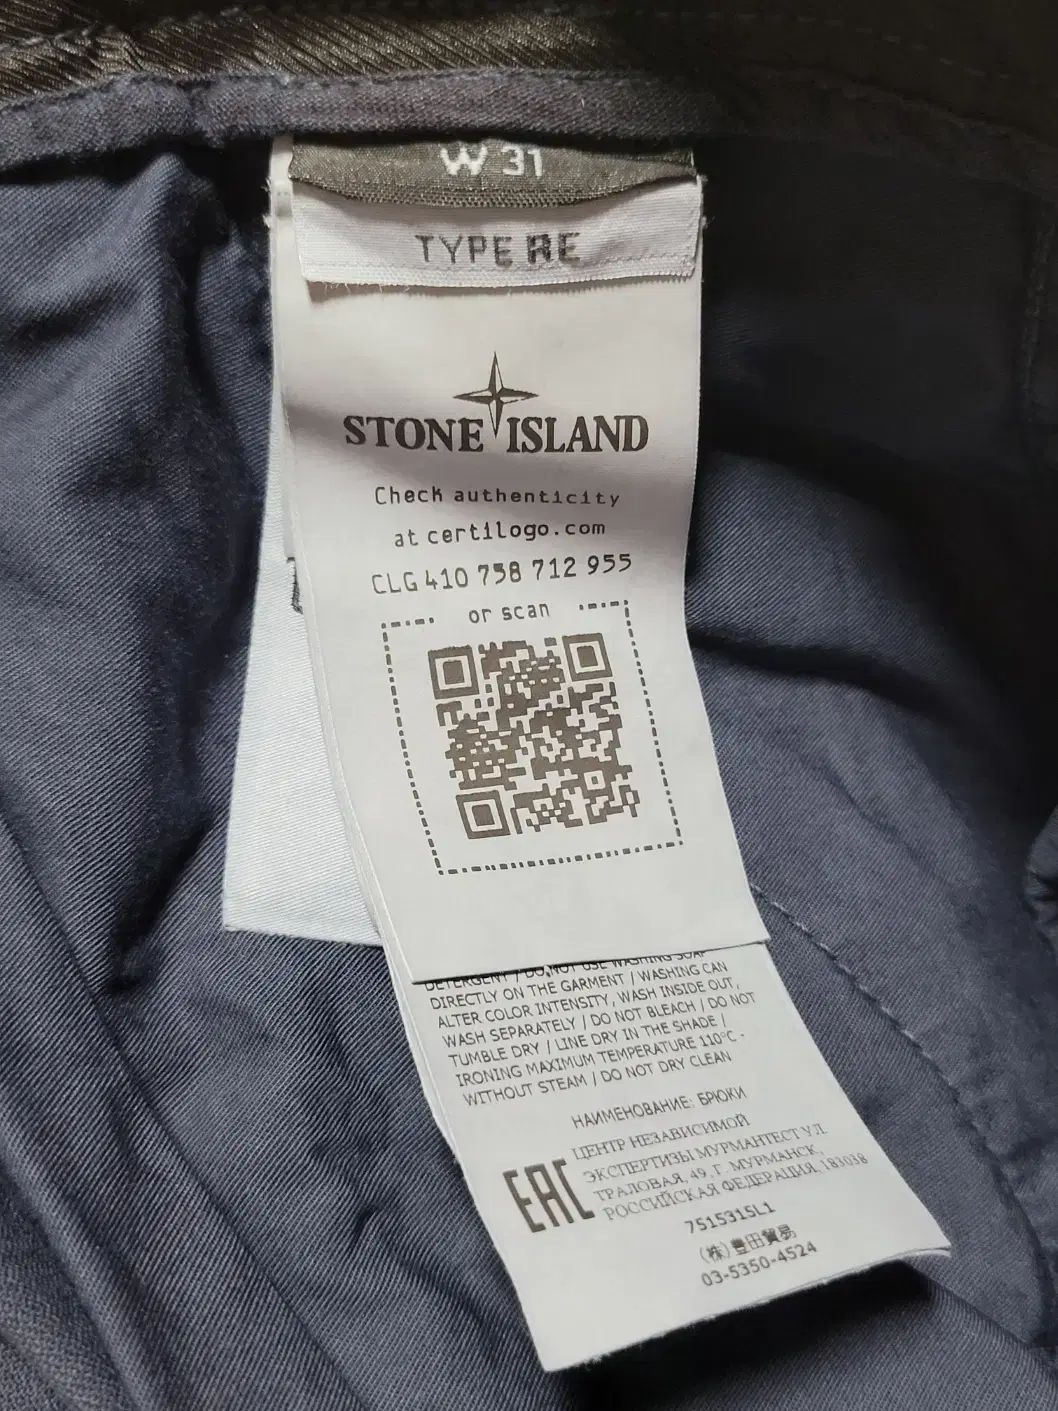 W 31
TYPE RE
STONE ISLAND
Check authenticity
at certilogo.com
CLG 410 758 712 955
or scan
DETERGENT / DO NOT USE WASHING SOAP
DIRECTLY ON THE GARMENT / WASHING CAN
ALTER COLOR INTENSITY, WASH INSIDE OUT,
WASH SEPARATELY / DO NOT BLEACH / DO NOT
TUMBLE DRY / LINE DRY IN THE SHADE /
IRONING MAXIMUM TEMPERATURE 110°C -
WITHOUT STEAM / DO NOT DRY CLEAN
НАИМЕНОВАНИЕ: БРЮКИ
EAC
ЦЕНТР НЕЗАВИСИМОЙ
ЭКСПЕРТИЗЫ МУРМАНТЕСТ УЛ.
ТРАЛОВАЯ, 49, Г. МУРМАНСК,
РОССИЙСКАЯ ФЕДЕРАЦИЯ, 183038
7515315L1
(株)豊田貿易
03-5350-4524